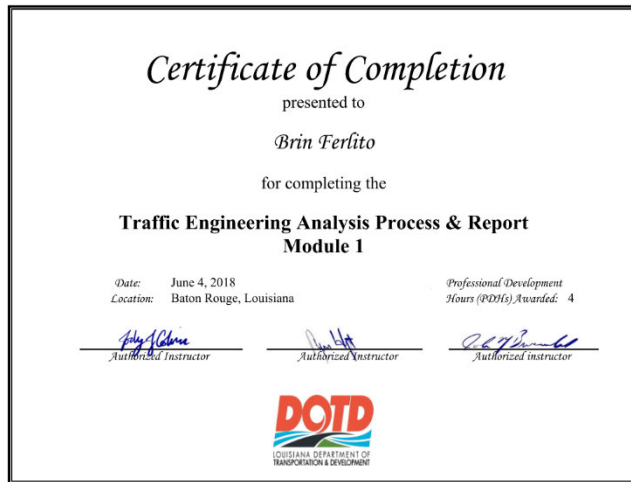 Certificate of Completion
presented to
Brin Ferlito
for completing the
Traffic Engineering Analysis Process & Report
Module 1
Date: June 4, 2018
Location: Baton Rouge, Louisiana
Professional Development
Hours (PDHs) Awarded: 4
Authorized Instructor
Authorized Instructor
Authorized instructor
DOTD
LOUISIANA DEPARTMENT OF
TRANSPORTATION & DEVELOPMENT